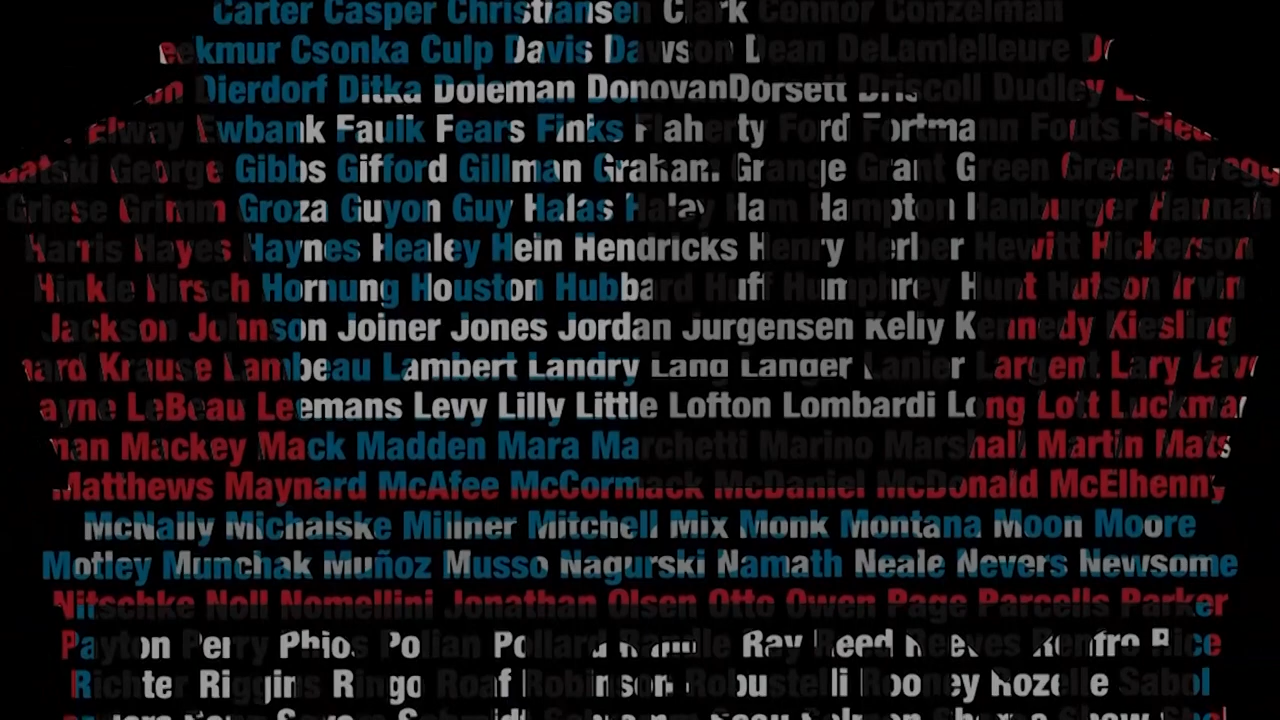 Carter Casper Christiansen Clark Connor Conzelman
Csonka Culp Davis Dawson Dean DeLamielleure
Dierdorf Ditka Doleman Donovan Dorsett Driscoll Dudley
Elway Ewbank Faulk Fears Finks Flaherty Ford Fortmann Fouts
Gatski George Gibbs Gifford Gillman Graham Grange Grant Green Greene Gregg
Griese Grimm Groza Guyon Guy Halas Haley Ham Hampton Hanburger Hannah
Harris Hayes Haynes Healey Hein Hendricks Henry Herber Hewitt Hickerson
Hinkle Hirsch Hornung Houston Hubbard Huff Humphrey Hunt Hutson Irvin
Jackson Johnson Joiner Jones Jordan Jurgensen Kelly Kennedy Kiesling
Krause Lambeau Lambert Landry Lang Langer Lanier Largent Lary
Layne LeBeau Leemans Levy Lilly Little Lofton Lombardi Long Lott Luckman
Mackey Mack Madden Mara Marchetti Marino Marshall Martin
Matthews Maynard McAfee McCormack McDaniel McDonald McElhenny
McNally Michalske Millner Mitchell Mix Monk Montana Moon Moore
Motley Munchak Muñoz Musso Nagurski Namath Neale Nevers Newsome
Nitschke Noll Nomellini Jonathan Olsen Otto Owen Page Parcells Parker
Payton Perry Polian Pollard Randle Ray Reed Reeves Renfro Rice
Richter Riggins Ringo Roaf Robinson Robustelli Rooney Rozelle Sabol